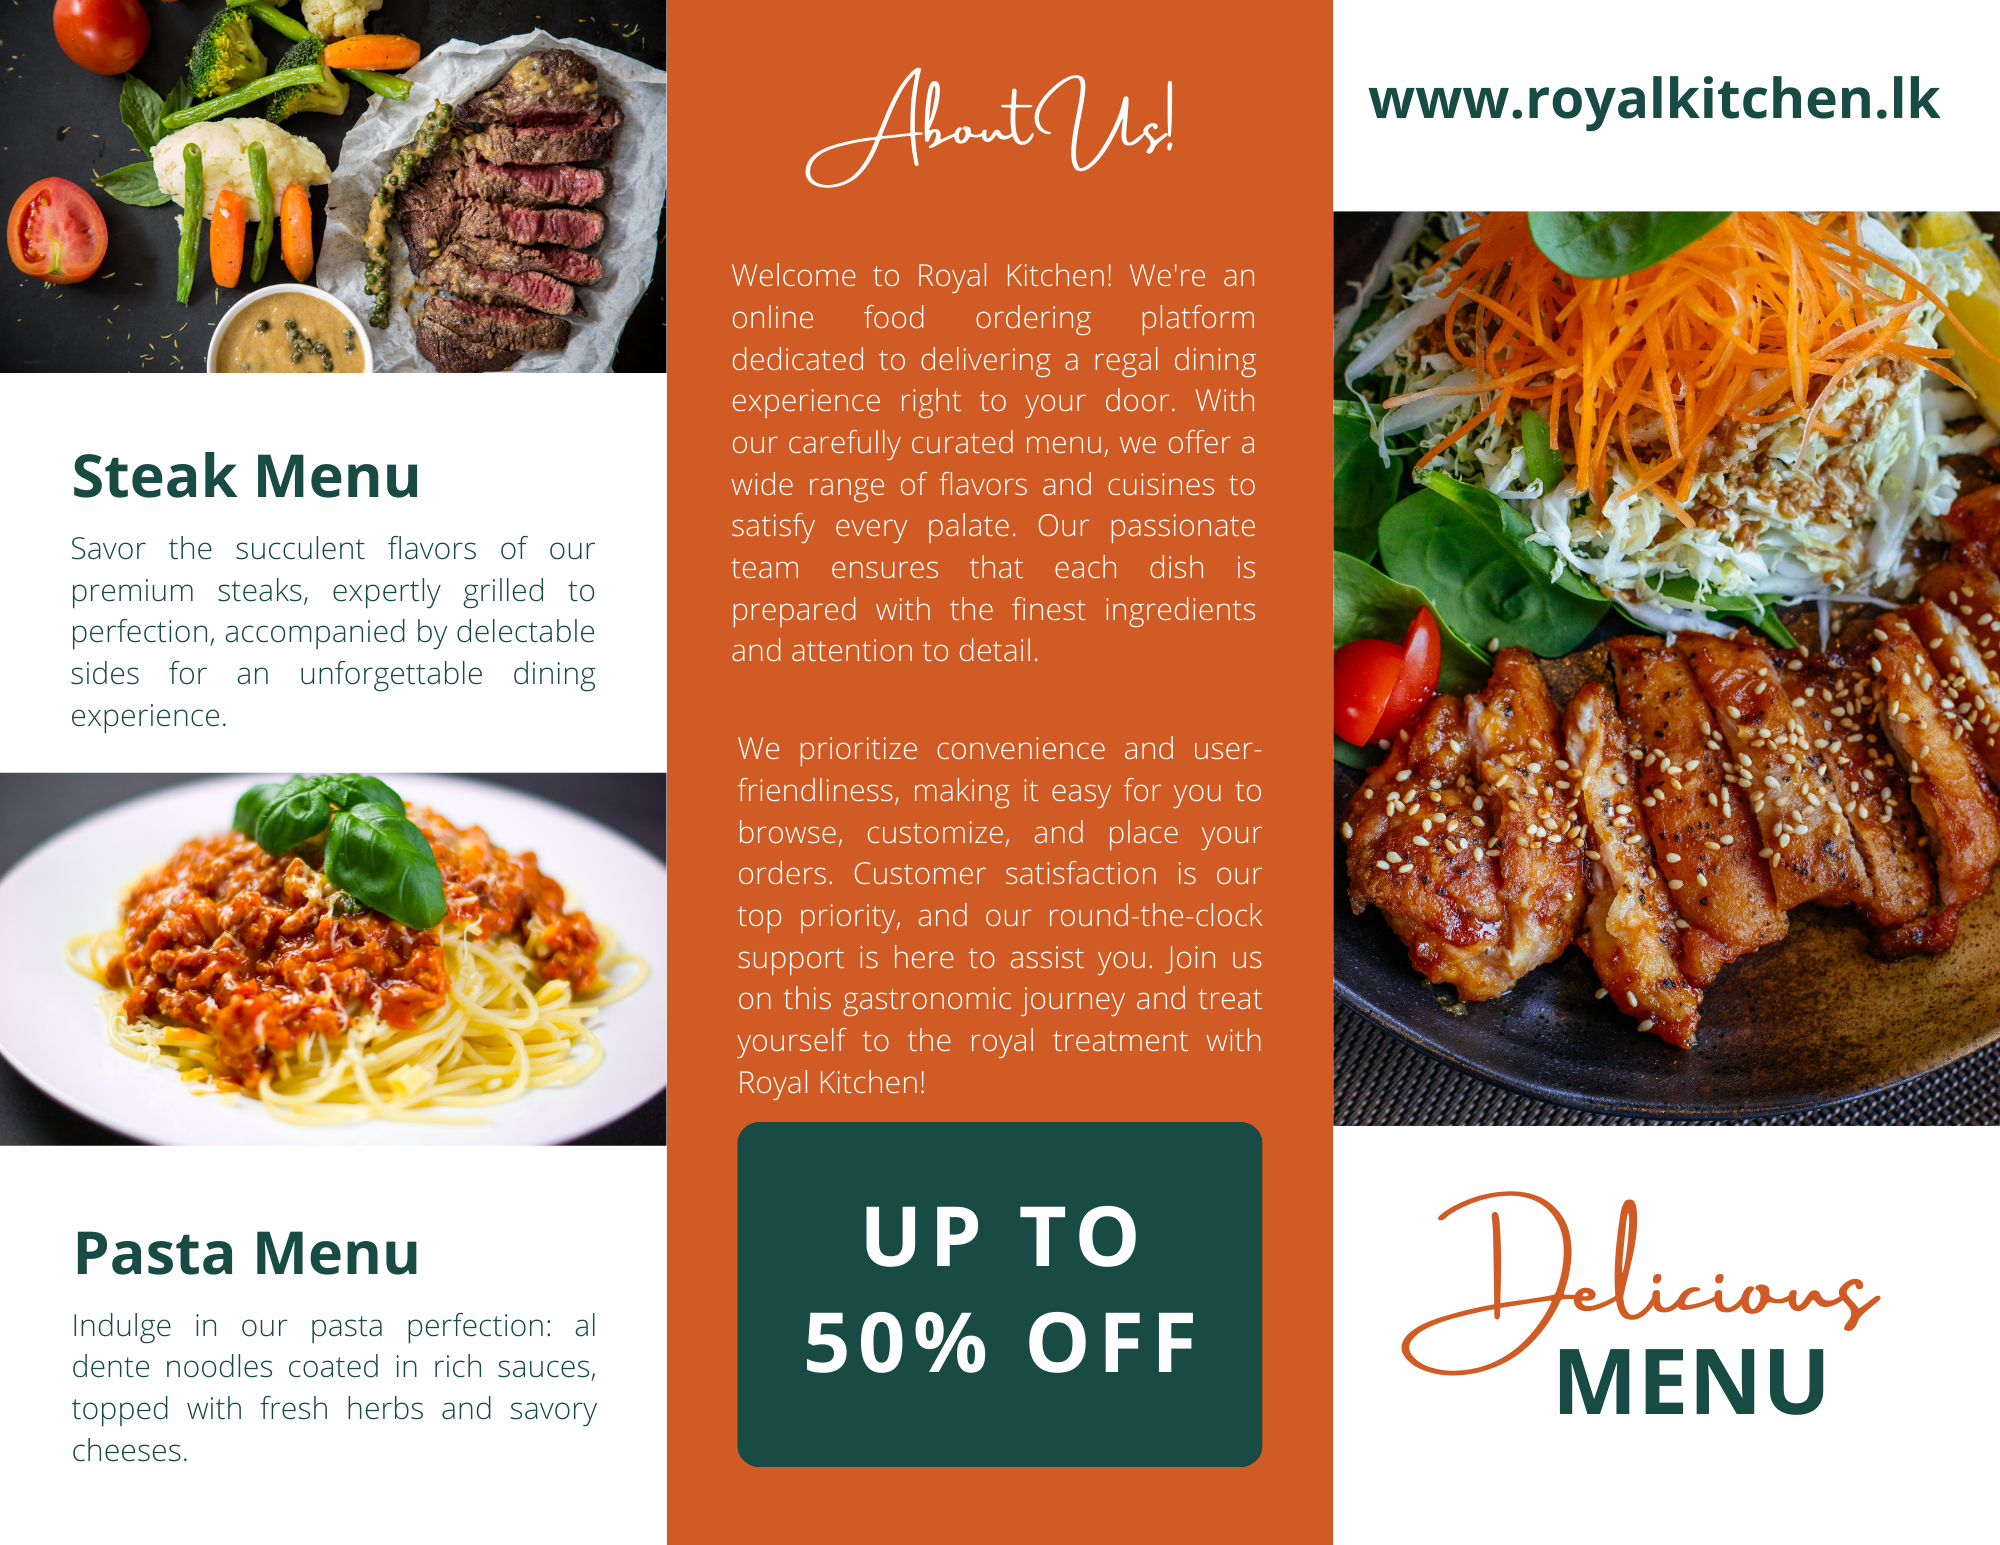 Steak Menu
Savor the succulent flavors of our
premium steaks, expertly grilled to
perfection, accompanied by delectable
sides for an unforgettable dining
experience.
Pasta Menu
Indulge in our pasta perfection: al
dente noodles coated in rich sauces,
topped with fresh herbs and savory
cheeses.
About Us!
Welcome to Royal Kitchen! We're an
online food ordering platform
dedicated to delivering a regal dining
experience right to your door. With
our carefully curated menu, we offer a
wide range of flavors and cuisines to
satisfy every palate. Our passionate
team ensures that each dish is
prepared with the finest ingredients
and attention to detail.
We prioritize convenience and user-
friendliness, making it easy for you to
browse, customize, and place your
orders. Customer satisfaction is our
top priority, and our round-the-clock
support is here to assist you. Join us
on this gastronomic journey and treat
yourself to the royal treatment with
Royal Kitchen!
UP TO
50% OFF
www.royalkitchen.lk
Delicious
MENU